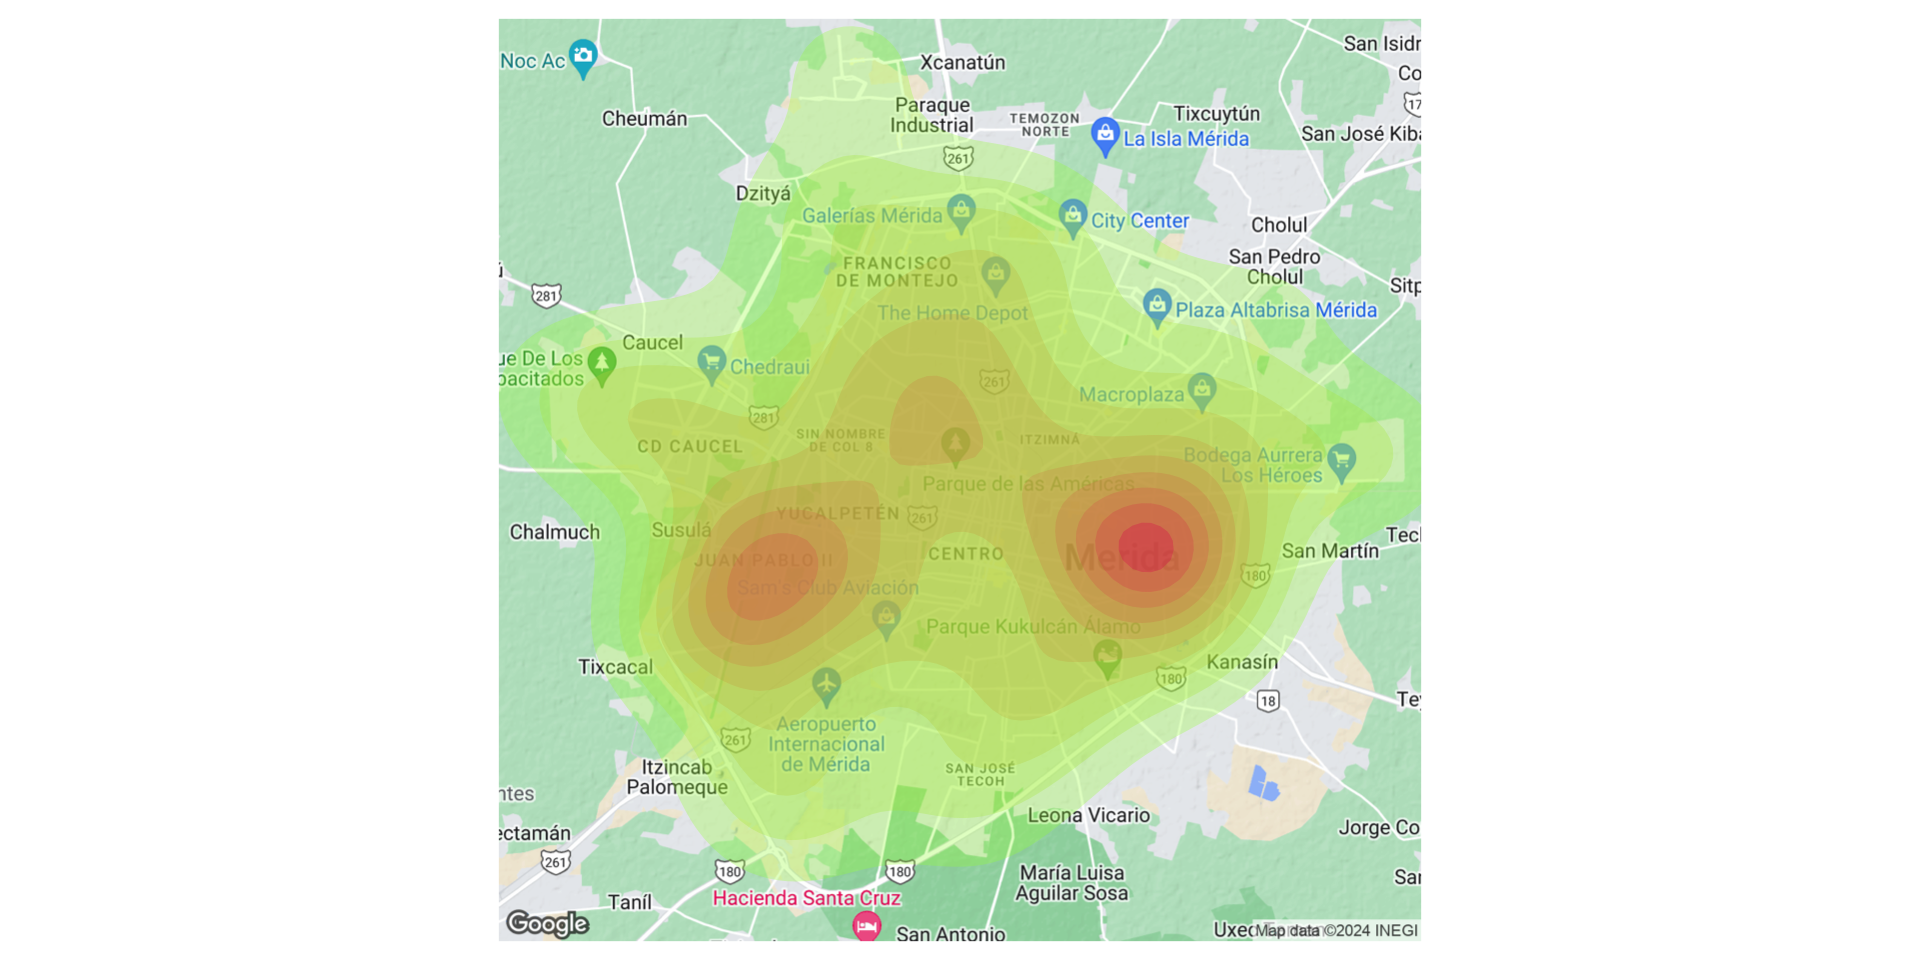 San Isidr
Noc Ac
Xcanatún
Co
17
Paraque
Industrial
Cheumán
TEMOZON
NORTE
Tixcuytún
La Isla Mérida
San José Kiba
261
Dzityá
Galerías Mérida
City Center
Cholul
FRANCISCO
DE MONTEJO
San Pedro
Cholul
281
Sitp
The Home Depot
Plaza Altabrisa Mérida
Caucel
ue De Los
pacitados
Chedraui
261
Macroplaza
281
SIN NOMBRE
DE COL 8
ITZIMNÁ
CD CAUCEL
Bodega Aurrera
Los Héroes
Parque de las Américas
YUCALPETÉN
261
Chalmuch
Susulá
Tecl
JUAN PABLO II
CENTRO
Merida
San Martín
180
Sam's Club Aviación
Parque Kukulcán Álamo
Tixcacal
Kanasín
180
18
Te
Aeropuerto
Internacional
de Mérida
261
Itzincab
Palomeque
SAN JOSÉ
TECOH
ntes
ectamán
Leona Vicario
Jorge Co
261
180
180
María Luisa
Aguilar Sosa
Sar
Taníl
Hacienda Santa Cruz
Google
San Antonio
Uxec
Map data ©2024 INEGI